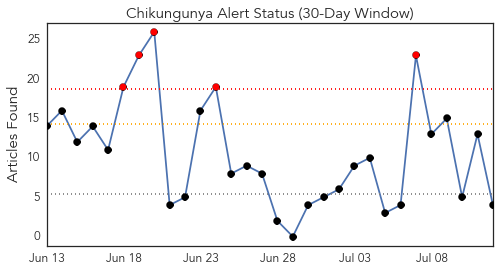 Chikungunya Alert Status (30-Day Window)
Articles Found
25
20
15
10
5
0
Jun 13
Jun 18
Jun 23
Jun 28
Jul 03
Jul 08